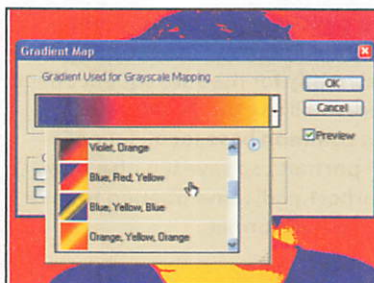 Gradient Map
Gradient Used for Grayscale Mapping
OK
Cancel
Preview
Violet, Orange
Blue, Red, Yellow
Blue, Yellow, Blue
Orange, Yellow, Orange